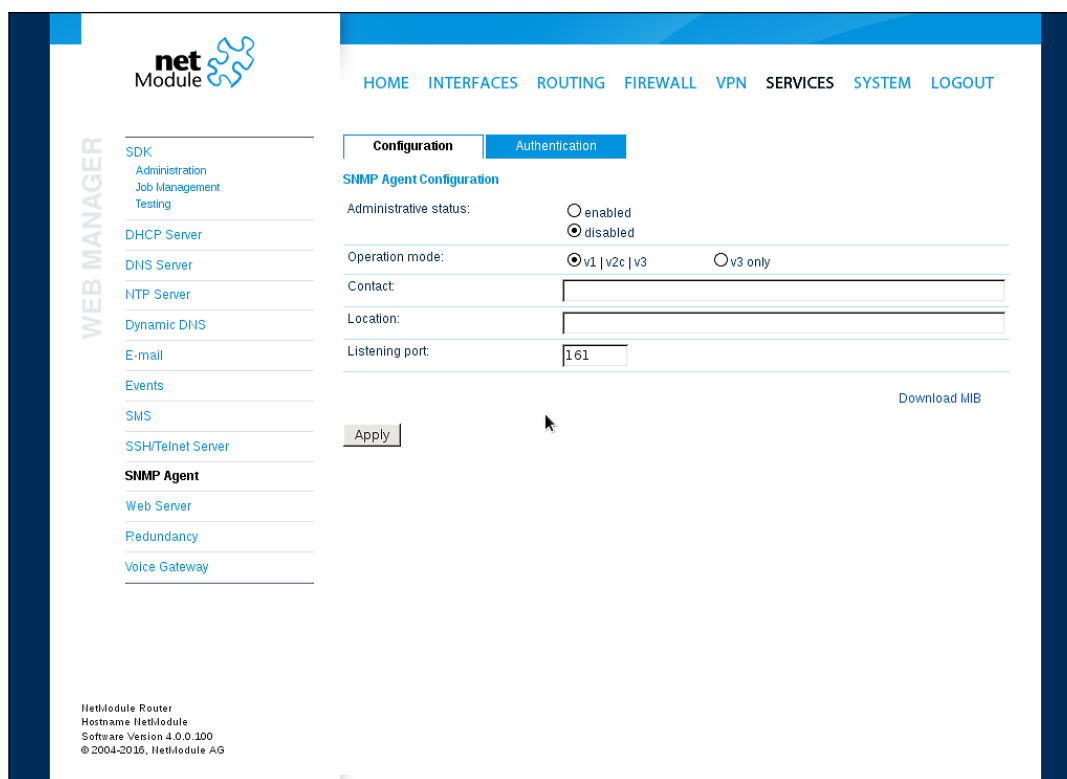 net
Module
HOME INTERFACES ROUTING FIREWALL VPN SERVICES SYSTEM LOGOUT
WEB MANAGER
SDK
Administration
Job Management
Testing
DHCP Server
DNS Server
NTP Server
Dynamic DNS
E-mail
Events
SMS
SSH/Telnet Server
SNMP Agent
Web Server
Redundancy
Voice Gateway
Configuration Authentication
SNMP Agent Configuration
Administrative status: enabled
disabled
Operation mode: v1 | v2c | v3 v3 only
Contact:
Location:
Listening port: 161
Download MIB
Apply
NetModule Router
Hostname NetModule
Software Version 4.0.0.100
© 2004-2016, NetModule AG